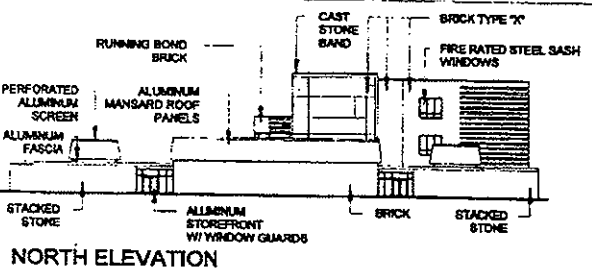 CAST
STONE
BAND
BRICK TYPE "X"
RUNNING BOND
BRICK
FIRE RATED STEEL SASH
WINDOWS
PERFORATED
ALUMINUM
SCREEN
ALUMINUM
MANSARD ROOF
PANELS
ALUMINUM
FASCIA
STACKED
STONE
ALUMINUM
STOREFRONT
W/ WINDOW GUARDS
BRICK
STACKED
STONE
NORTH ELEVATION